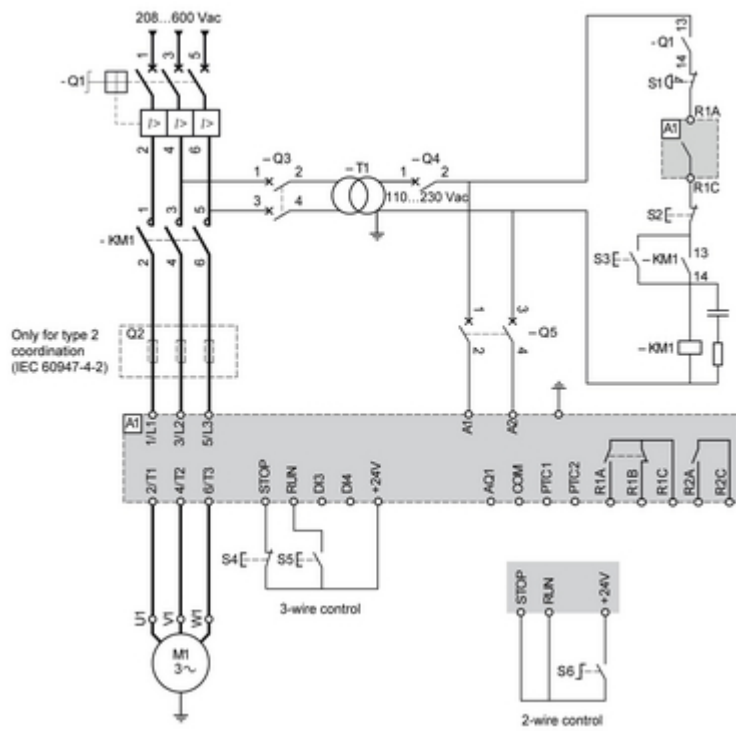 208...600 Vac
1
3
5
-Q1
I>
I>
I>
2
4
6
13
-Q1
14
S1
R1A
A1
R1C
S2
S3
-KM1
13
14
-KM1
-Q3
1
2
3
4
-T1
-Q4
1
2
110...230 Vac
1
3
5
-KM1
2
4
6
1
3
-Q5
2
4
Only for type 2
coordination
(IEC 60947-4-2)
Q2
A1
1/L1
3/L2
5/L3
A1
A2
2/T1
4/T2
6/T3
STOP
RUN
DI3
DI4
+24V
AQ1
COM
PTC1
PTC2
R1A
R1B
R1C
R2A
R2C
S4
S5
3-wire control
U1
V1
W1
M1
3~
STOP
RUN
+24V
S6
2-wire control